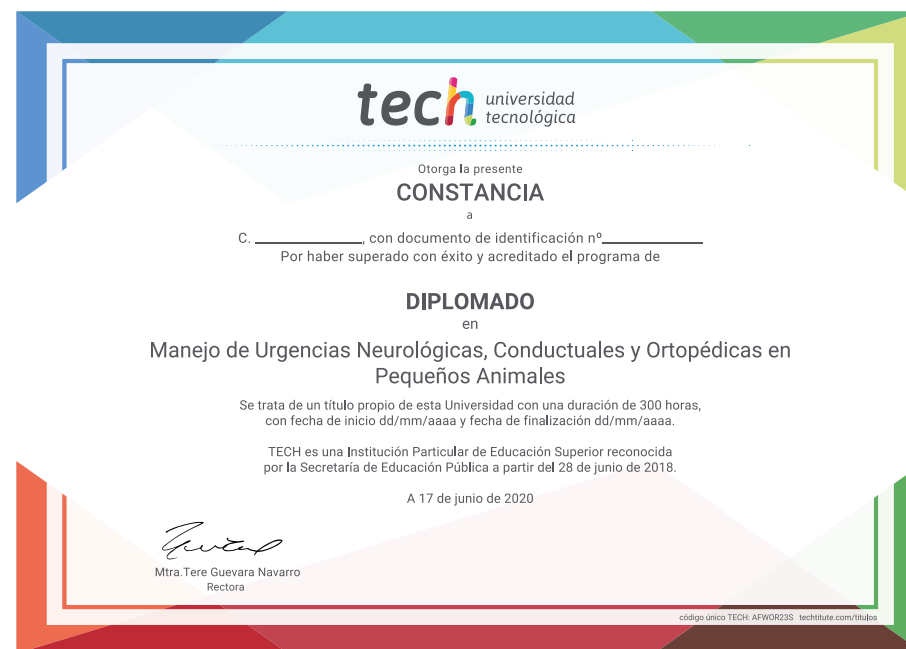 tech universidad
tecnológica
Otorga la presente
CONSTANCIA
a
C. ____________, con documento de identificación nº____________
Por haber superado con éxito y acreditado el programa de
DIPLOMADO
en
Manejo de Urgencias Neurológicas, Conductuales y Ortopédicas en
Pequeños Animales
Se trata de un título propio de esta Universidad con una duración de 300 horas,
con fecha de inicio dd/mm/aaaa y fecha de finalización dd/mm/aaaa.
TECH es una Institución Particular de Educación Superior reconocida
por la Secretaría de Educación Pública a partir del 28 de junio de 2018.
A 17 de junio de 2020
Mtra.Tere Guevara Navarro
Rectora
código único TECH: AFWOR23S techtitute.com/titulos